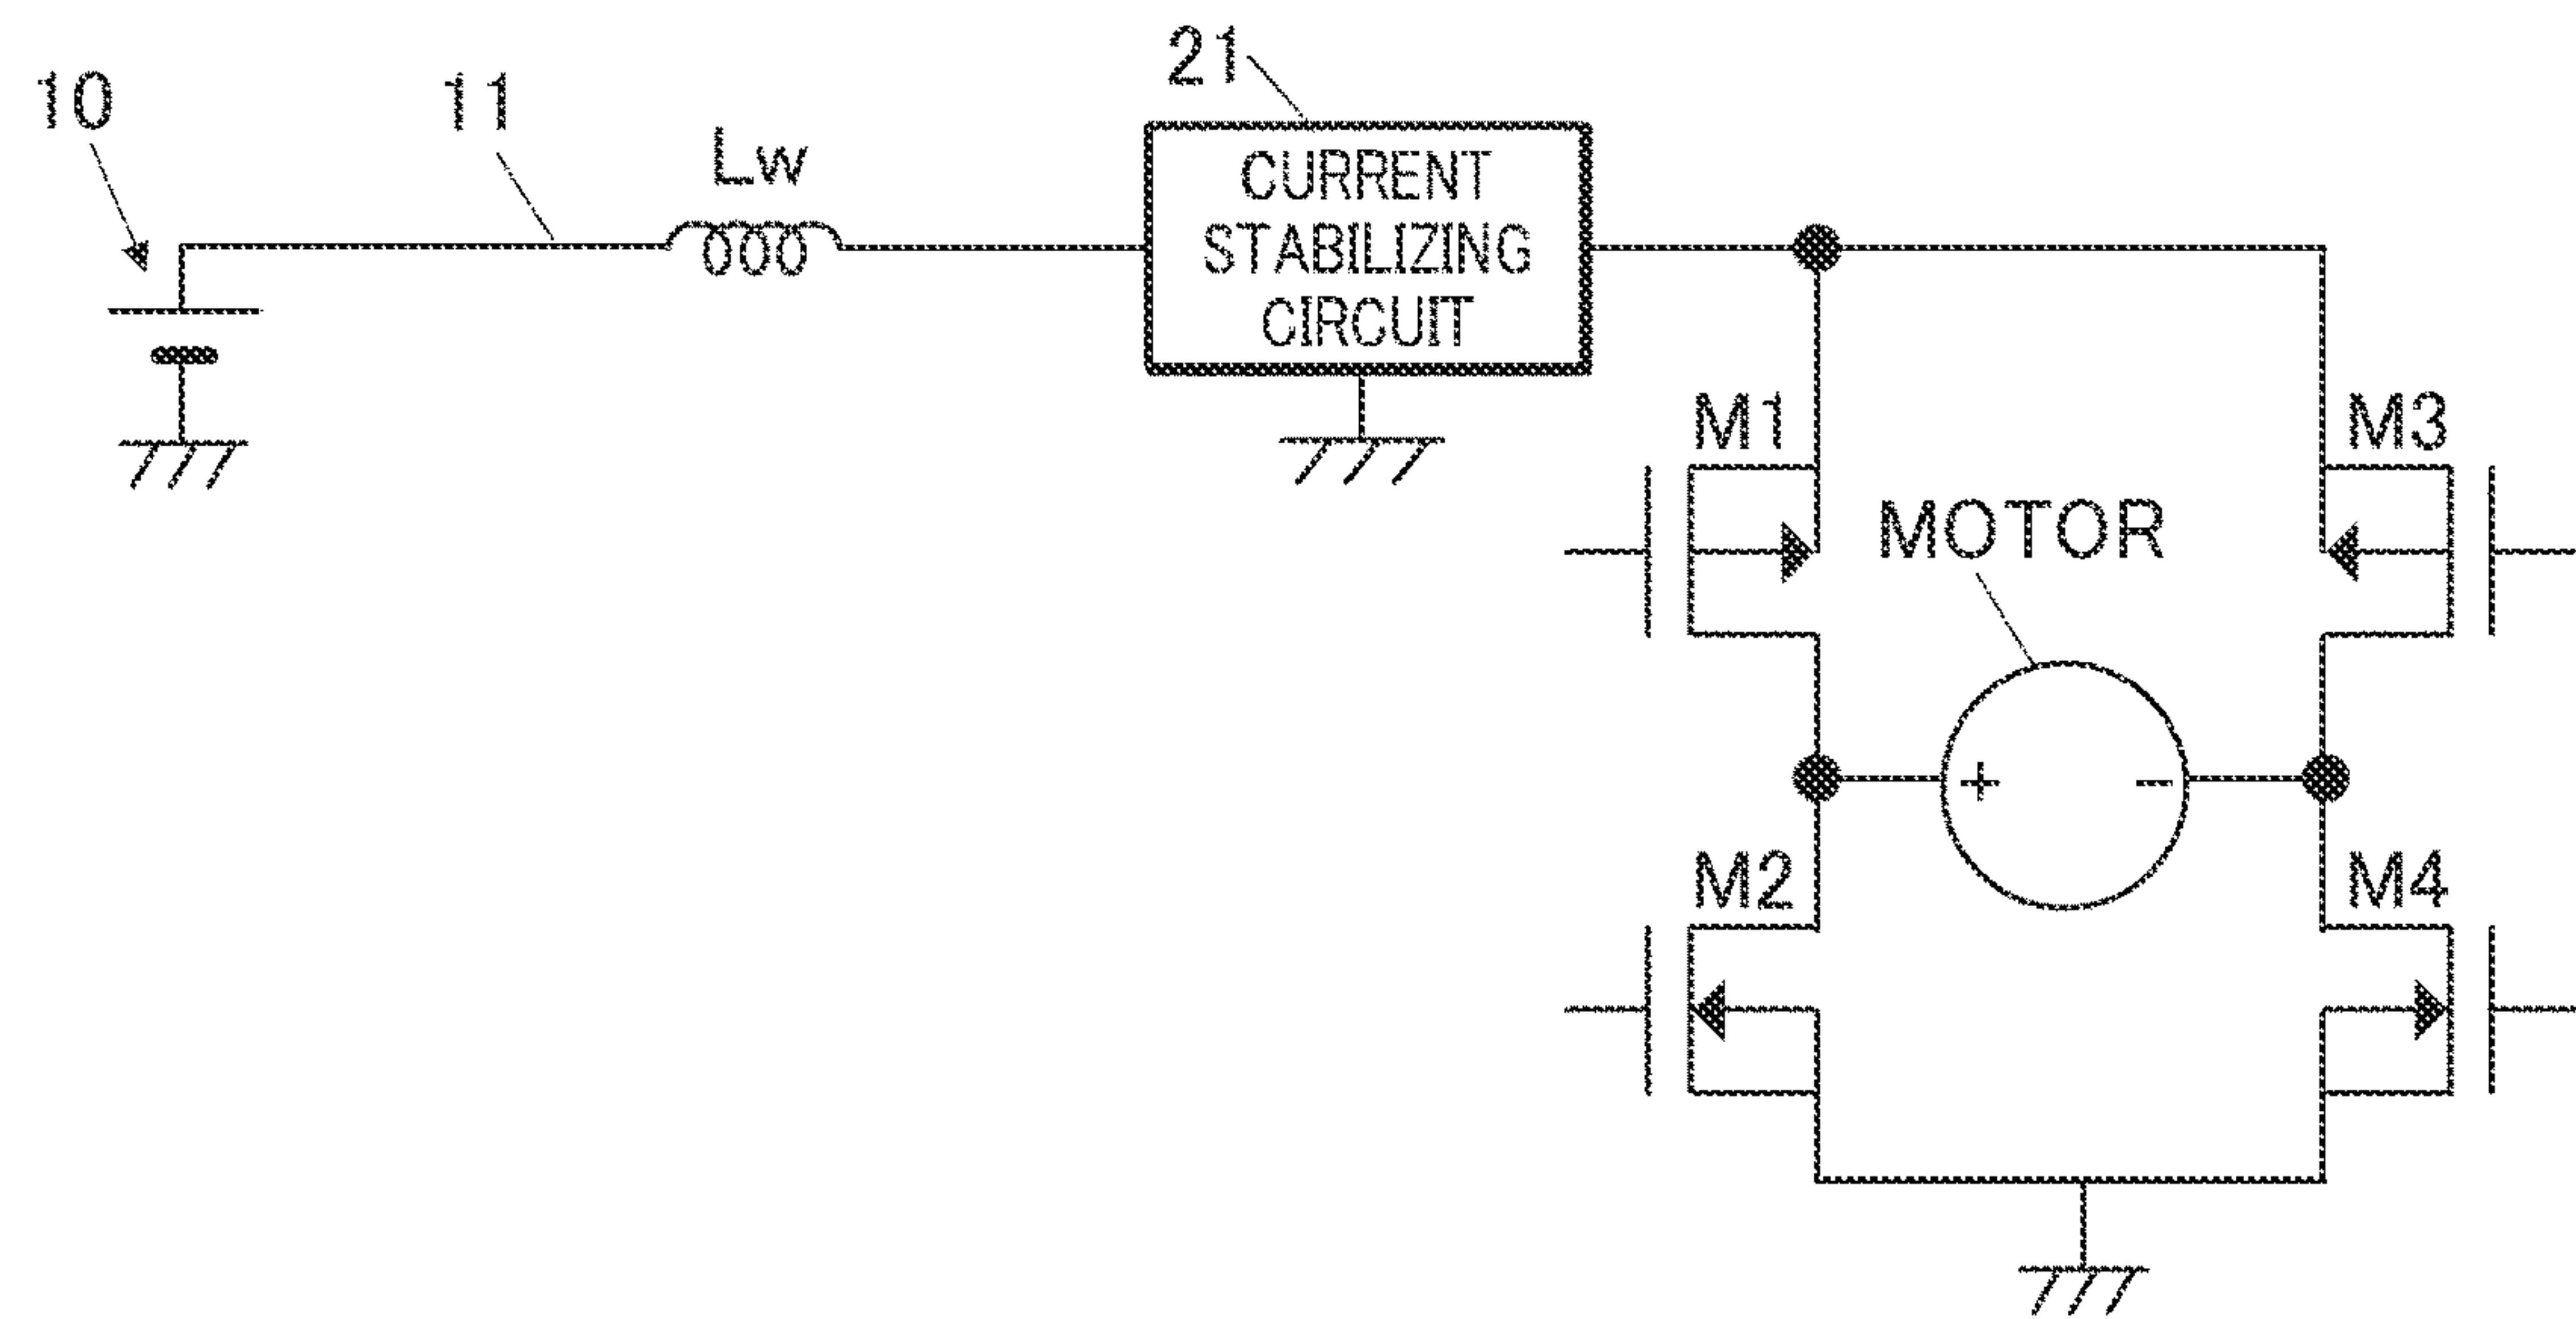 10
11
Lw
21
CURRENT
STABILIZING
CIRCUIT
M1
M3
MOTOR
+ −
M2
M4